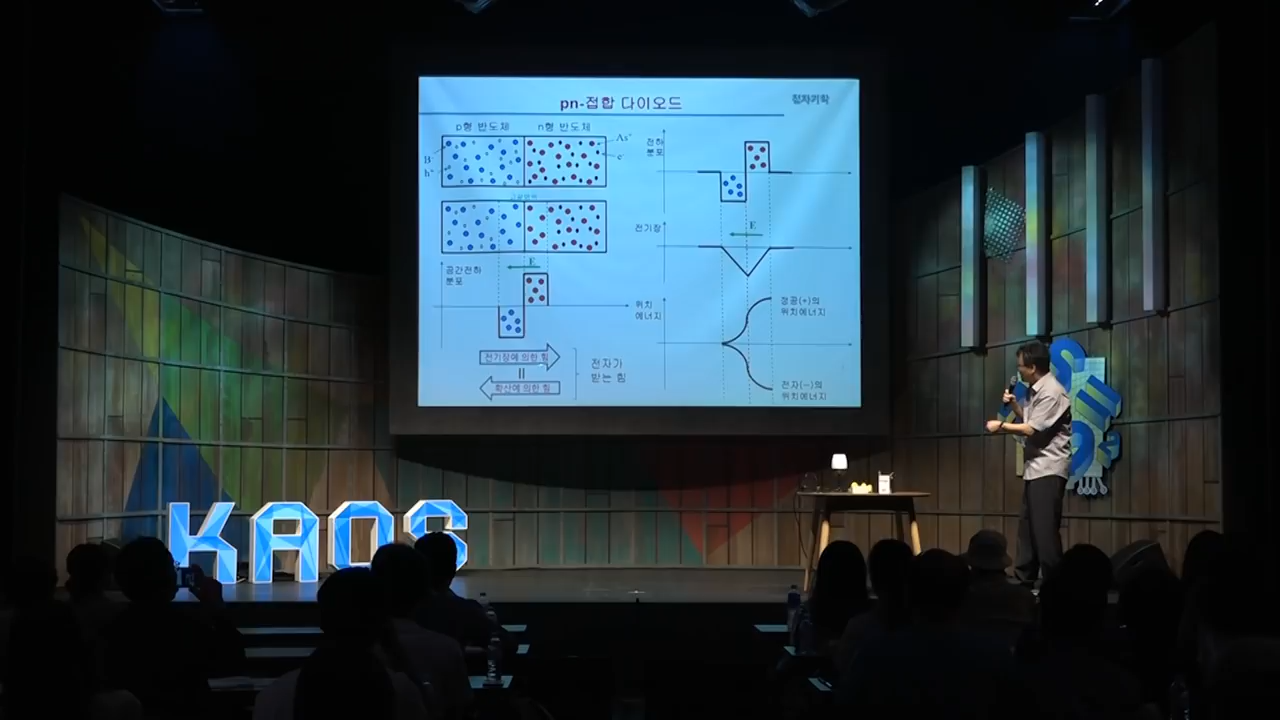 pn-접합 다이오드
전자기학
p형 반도체
n형 반도체
As⁺
e⁻
B⁻
h⁺
E
공간전하
분포
위치
에너지
전기장에 의한 힘
=
확산에 의한 힘
전자가
받는 힘
전하
분포
전기장
E
정공(+)의
위치에너지
전자(−)의
위치에너지
KAOS